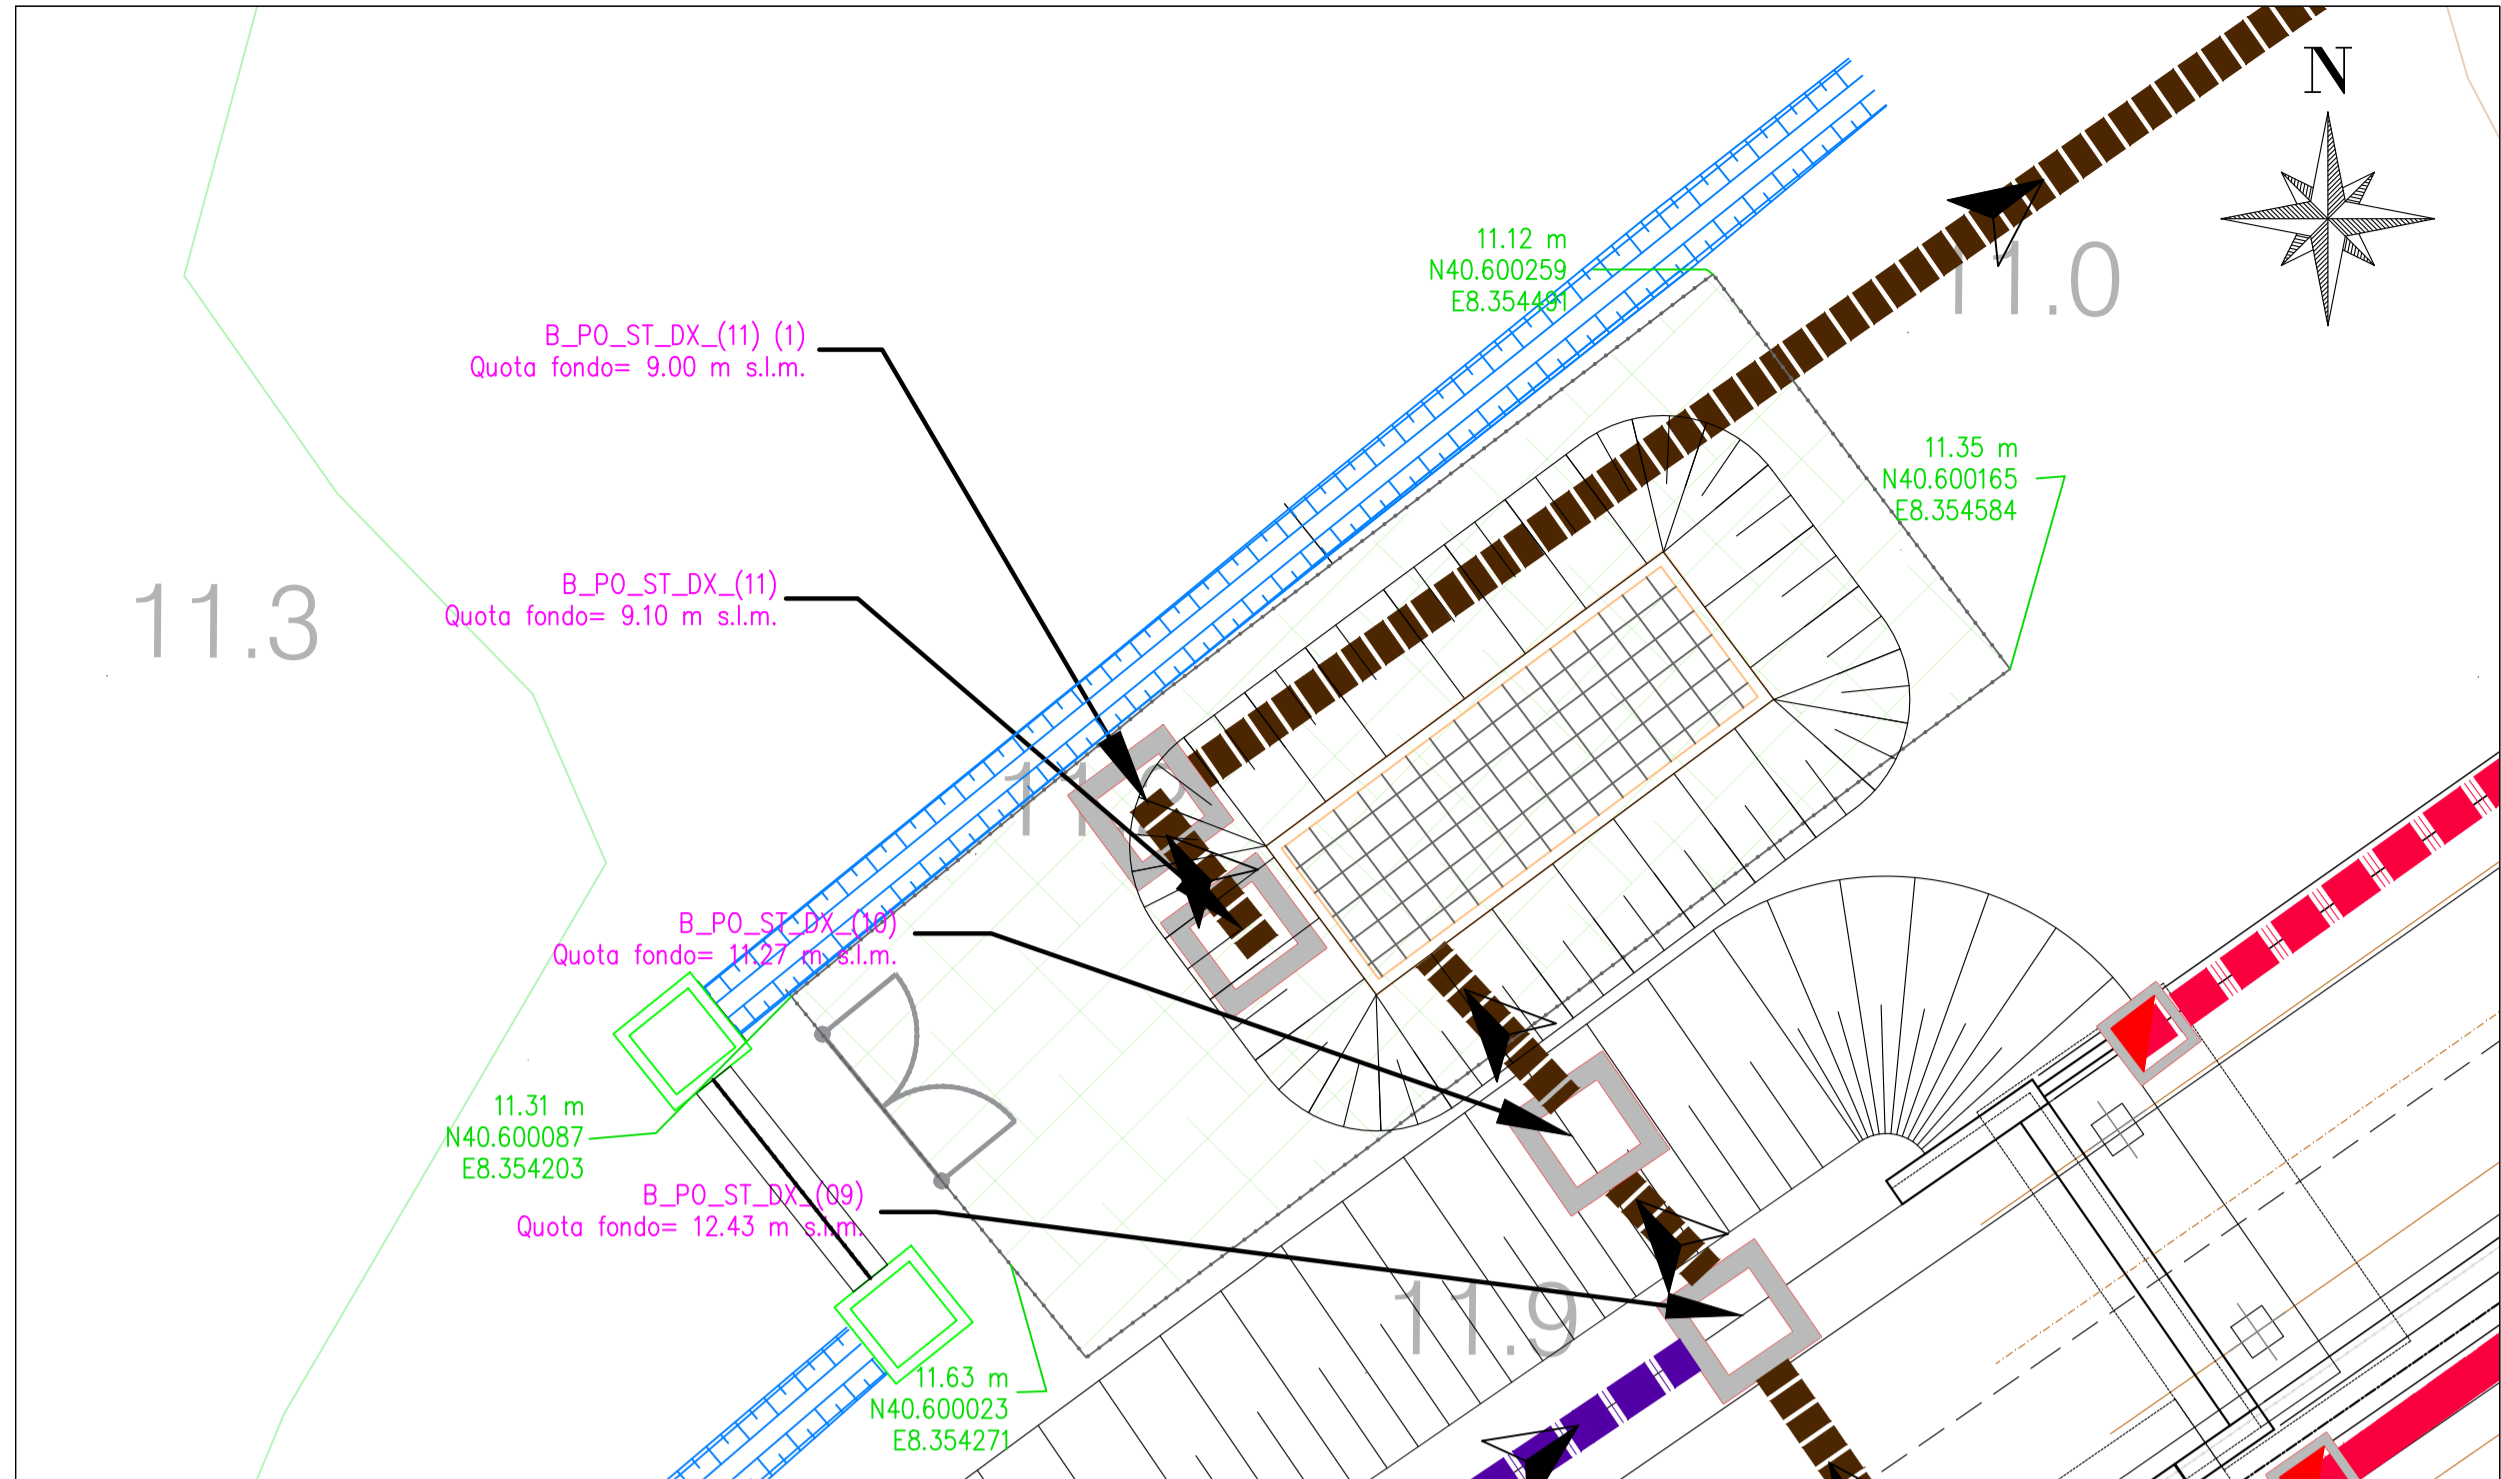 N
11.12 m
N40.600259
E8.354491
11.0
B_PO_ST_DX_(11) (1)
Quota fondo= 9.00 m s.l.m.
11.35 m
N40.600165
E8.354584
B_PO_ST_DX_(11)
Quota fondo= 9.10 m s.l.m.
11.3
B_PO_ST_DX_(10)
Quota fondo= 11.27 m s.l.m.
11.31 m
N40.600087
E8.354203
B_PO_ST_DX_(09)
Quota fondo= 12.43 m s.l.m.
11.9
11.63 m
N40.600023
E8.354271